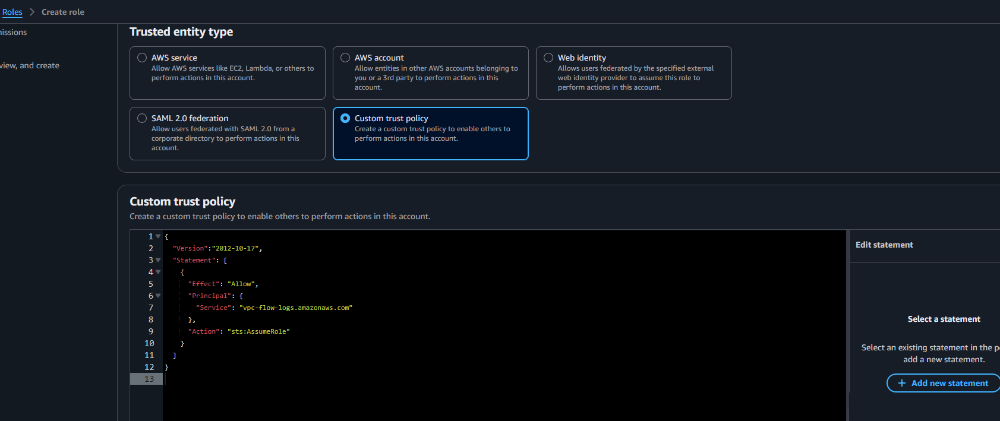 Roles > Create role
missions
view, and create
Trusted entity type
AWS service
Allow AWS services like EC2, Lambda, or others to
perform actions in this account.
AWS account
Allow entities in other AWS accounts belonging to
you or a 3rd party to perform actions in this
account.
Web identity
Allows users federated by the specified external
web identity provider to assume this role to
perform actions in this account.
SAML 2.0 federation
Allow users federated with SAML 2.0 from a
corporate directory to perform actions in this
account.
Custom trust policy
Create a custom trust policy to enable others to
perform actions in this account.
Custom trust policy
Create a custom trust policy to enable others to perform actions in this account.
1 {
2 "Version":"2012-10-17",
3 "Statement": [
4 {
5 "Effect": "Allow",
6 "Principal": {
7 "Service": "vpc-flow-logs.amazonaws.com"
8 },
9 "Action": "sts:AssumeRole"
10 }
11 ]
12 }
13
Edit statement
Select a statement
Select an existing statement in the
add a new statement.
+ Add new statement